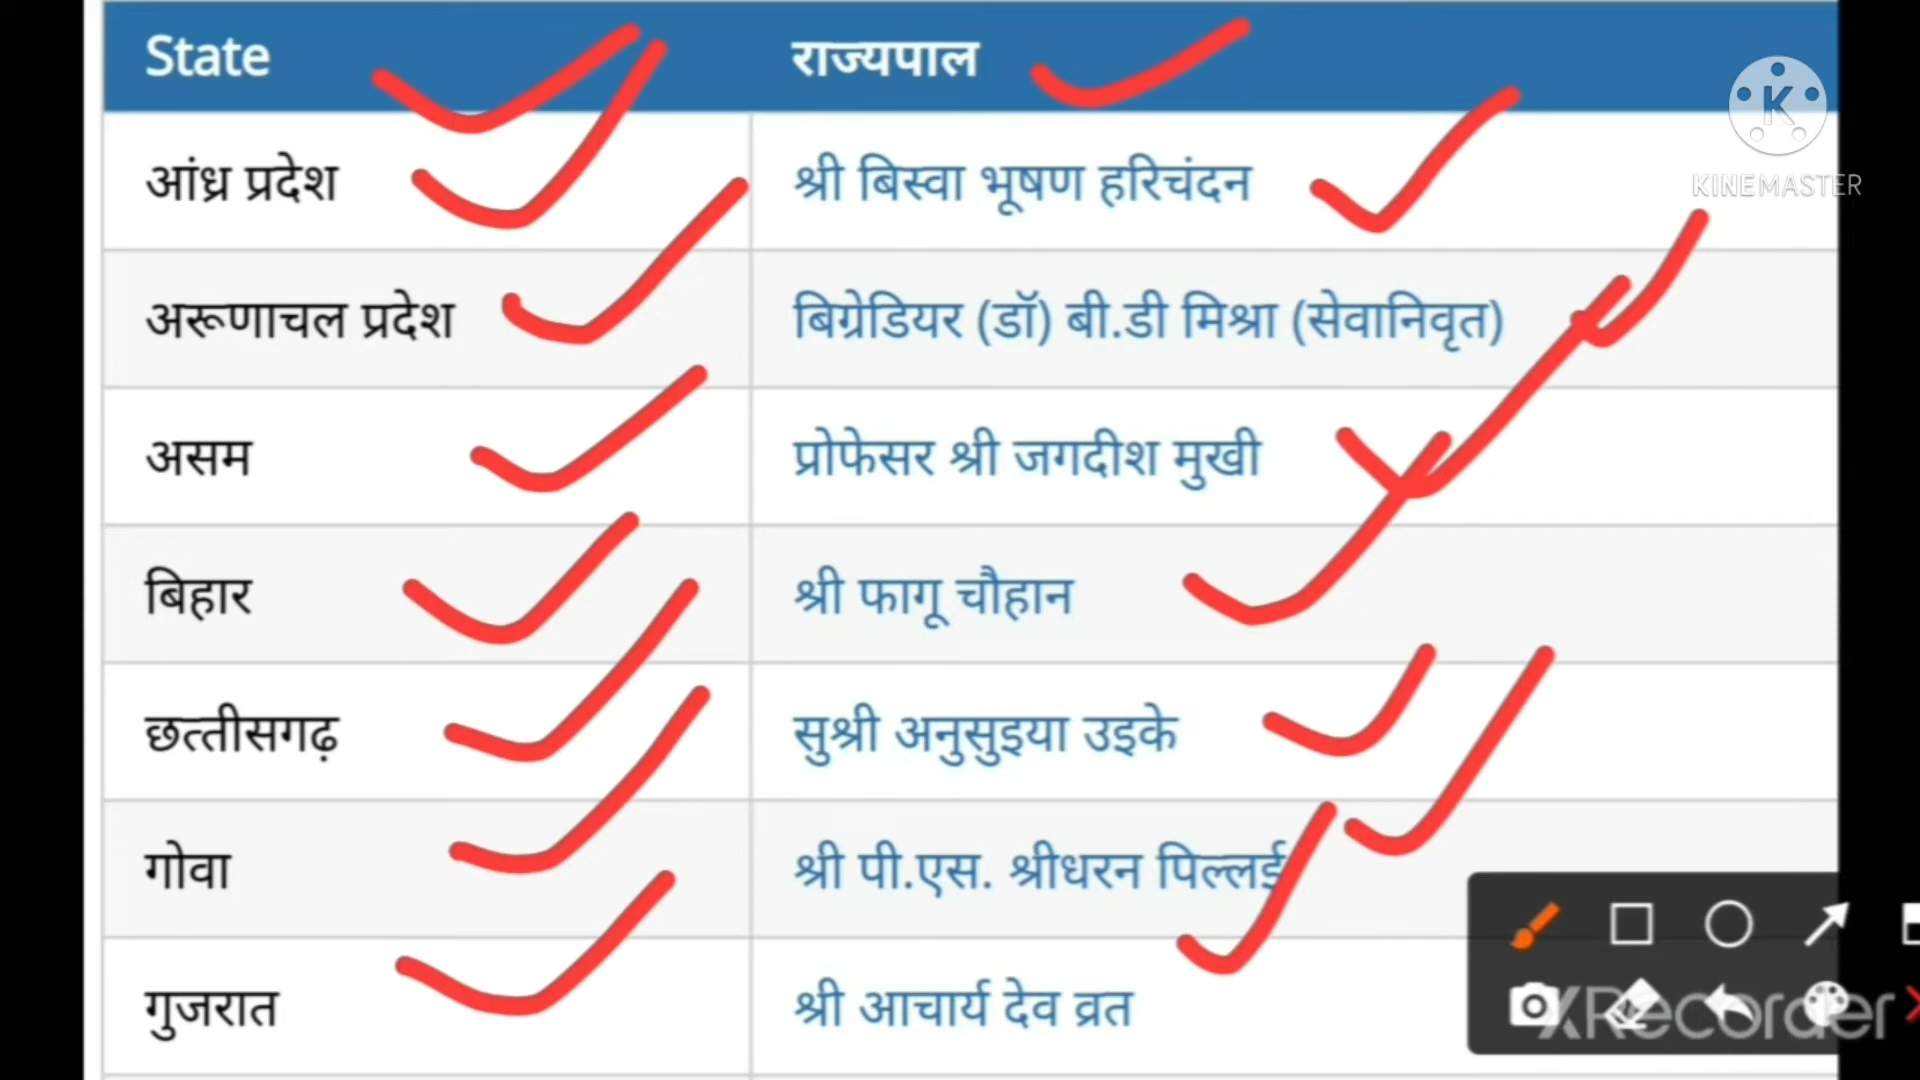 State राज्यपाल
आंध्र प्रदेश श्री बिस्वा भूषण हरिचंदन
अरूणाचल प्रदेश बिग्रेडियर (डॉ) बी.डी मिश्रा (सेवानिवृत)
असम प्रोफेसर श्री जगदीश मुखी
बिहार श्री फागू चौहान
छत्तीसगढ़ सुश्री अनुसुइया उइके
गोवा श्री पी.एस. श्रीधरन पिल्लई
गुजरात श्री आचार्य देव व्रत
K
KINEMASTER
XRecorder